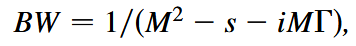 BW = 1/(M² − s − iMΓ),